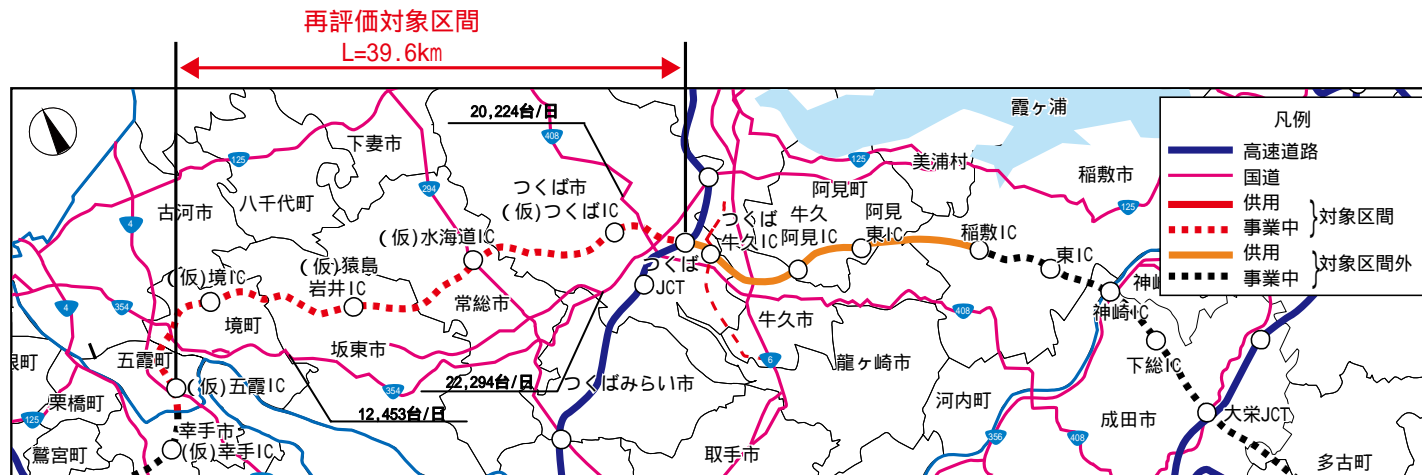 再評価対象区間
L=39.6km
20,224台/日
霞ヶ浦
凡例
高速道路
国道
供用
事業中
対象区間
供用
事業中
対象区間外
408
125
下妻市
125
美浦村
稲敷市
125
294
つくば市
(仮)つくばIC
阿見町
八千代町
古河市
4
つくば
牛久IC
牛久
阿見IC
阿見
東IC
稲敷IC
(仮)水海道IC
東IC
(仮)境IC
(仮)猿島
岩井IC
つくば
JCT
神崎IC
4
354
常総市
408
境町
牛久市
坂東市
五霞町
6
龍ヶ崎市
下総IC
(仮)五霞IC
22,294台/日
つくばみらい市
354
栗橋町
12,453台/日
河内町
成田市
大栄JCT
125
幸手市
(仮)幸手IC
鷲宮町
取手市
356
408
多古町